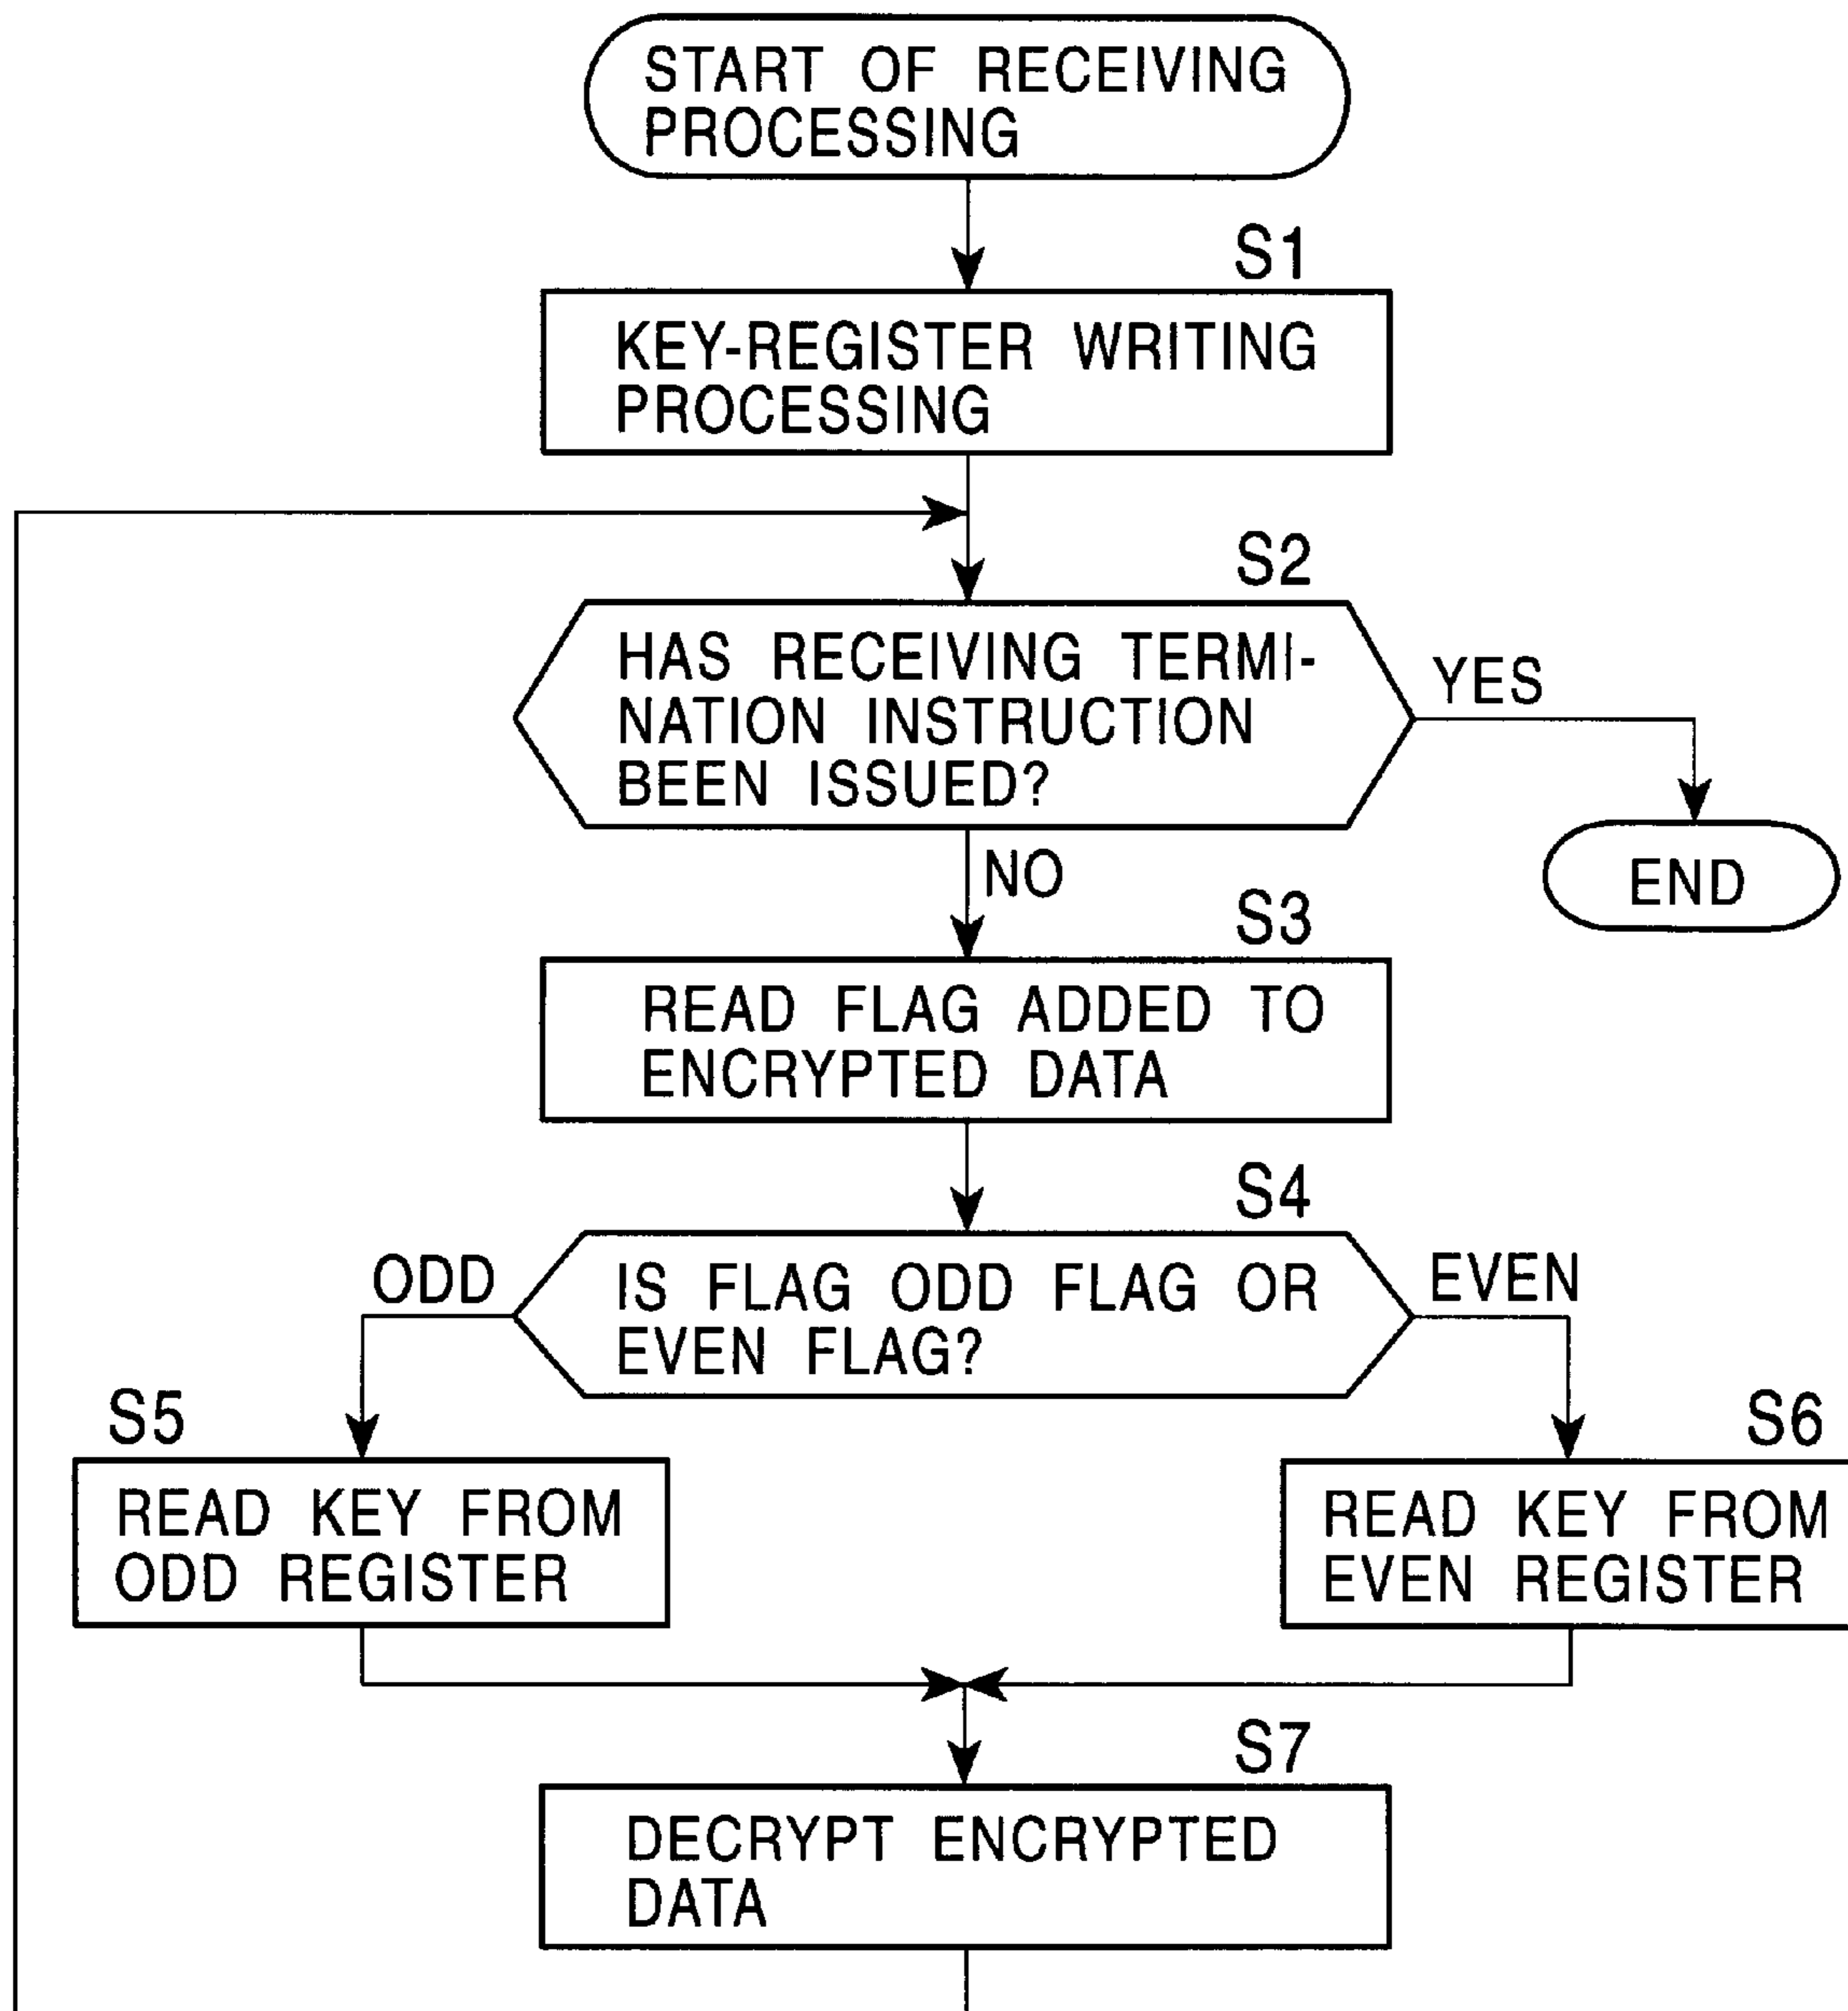 START OF RECEIVING
PROCESSING
S1
KEY-REGISTER WRITING
PROCESSING
S2
HAS RECEIVING TERMI-
NATION INSTRUCTION
BEEN ISSUED?
YES
END
NO
S3
READ FLAG ADDED TO
ENCRYPTED DATA
S4
IS FLAG ODD FLAG OR
EVEN FLAG?
ODD
EVEN
S5
READ KEY FROM
ODD REGISTER
S6
READ KEY FROM
EVEN REGISTER
S7
DECRYPT ENCRYPTED
DATA